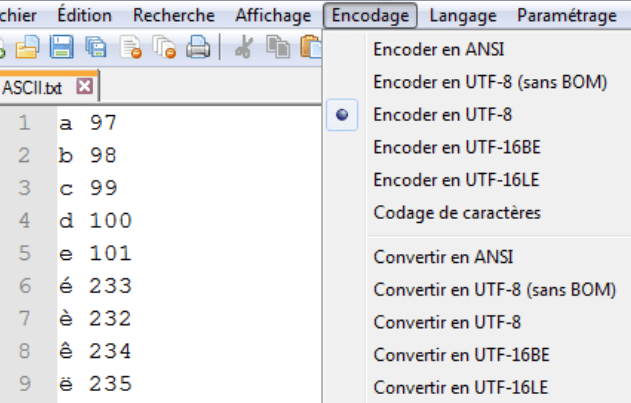 chier Édition Recherche Affichage Encodage Langage Paramétrage
ASCII.txt
1 a 97
2 b 98
3 c 99
4 d 100
5 e 101
6 é 233
7 è 232
8 ê 234
9 ë 235
Encoder en ANSI
Encoder en UTF-8 (sans BOM)
Encoder en UTF-8
Encoder en UTF-16BE
Encoder en UTF-16LE
Codage de caractères
Convertir en ANSI
Convertir en UTF-8 (sans BOM)
Convertir en UTF-8
Convertir en UTF-16BE
Convertir en UTF-16LE